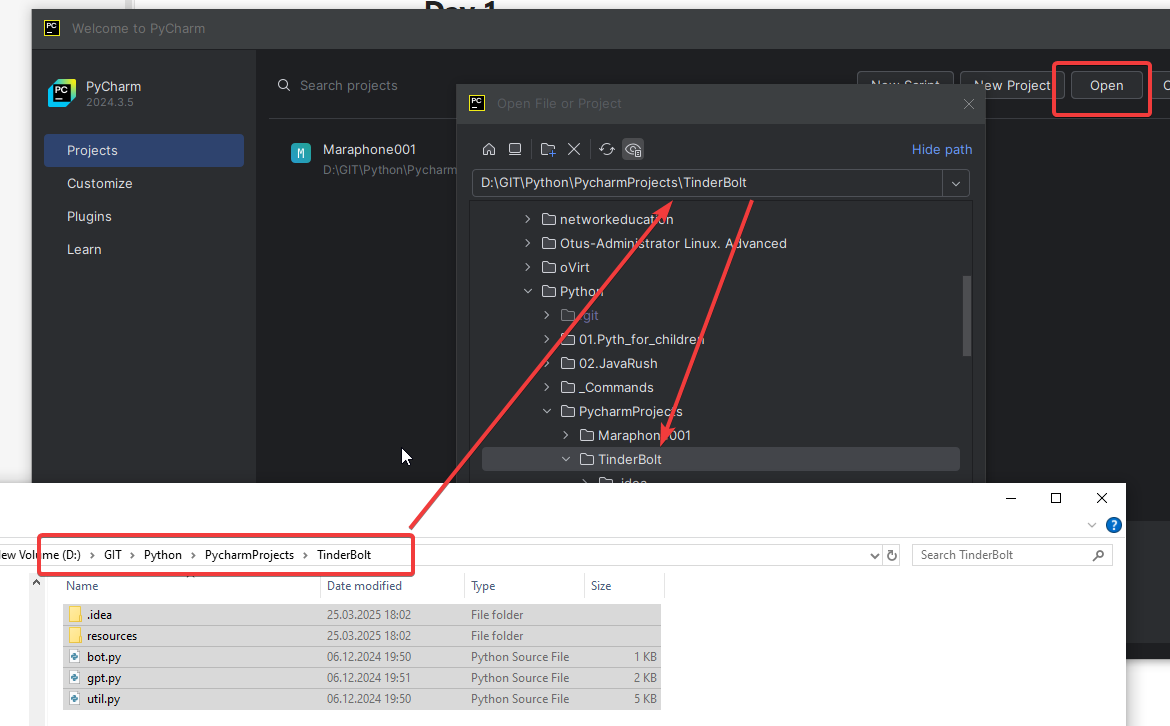 Day 1
Welcome to PyCharm
PyCharm
2024.3.5
Search projects
New Script
New Project
Open
Projects
Customize
Plugins
Learn
M
Maraphone001
D:\GIT\Python\Pycharm
Open File or Project
Hide path
D:\GIT\Python\PycharmProjects\TinderBolt
networkeducation
Otus-Administrator Linux. Advanced
oVirt
Python
.git
01.Pyth_for_children
02.JavaRush
_Commands
PycharmProjects
Maraphone001
TinderBolt
.idea
New Volume (D:) > GIT > Python > PycharmProjects > TinderBolt
Search TinderBolt
Name Date modified Type Size
.idea 25.03.2025 18:02 File folder
resources 25.03.2025 18:02 File folder
bot.py 06.12.2024 19:50 Python Source File 1 KB
gpt.py 06.12.2024 19:51 Python Source File 2 KB
util.py 06.12.2024 19:50 Python Source File 5 KB